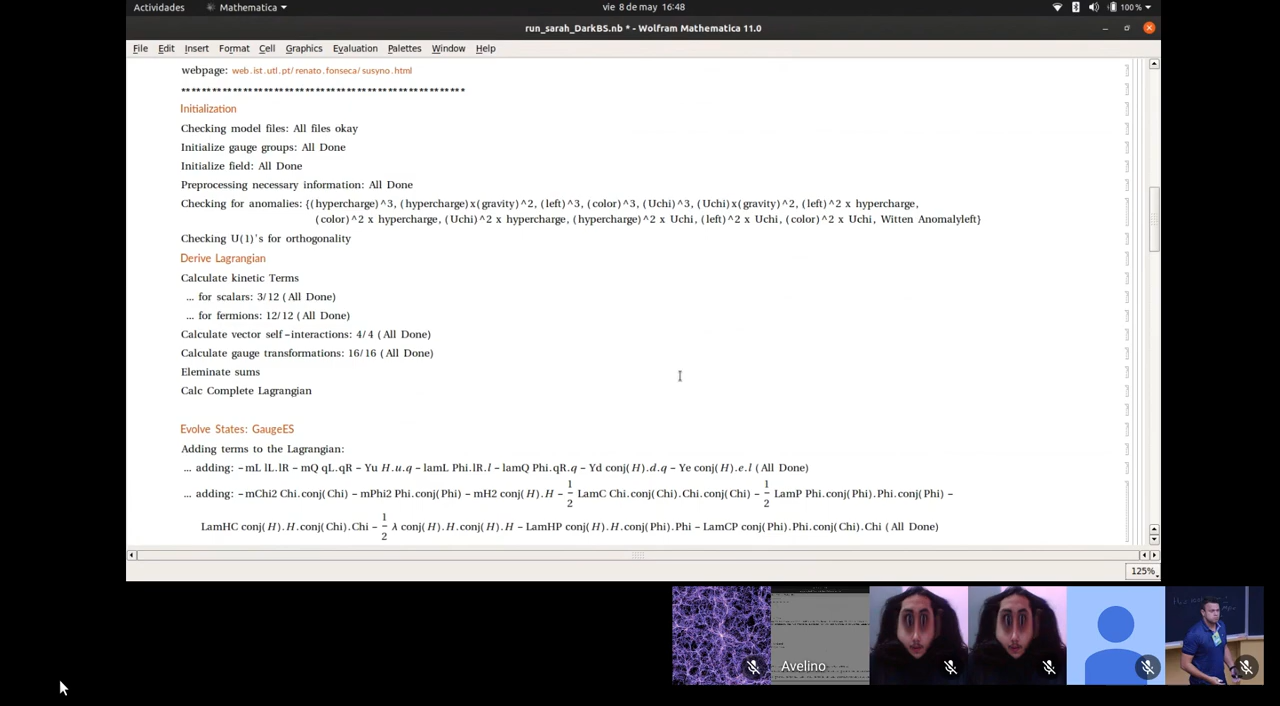 Actividades
Mathematica
vie 8 de may 16:48
100 %
run_sarah_DarkBS.nb * - Wolfram Mathematica 11.0
File Edit Insert Format Cell Graphics Evaluation Palettes Window Help
webpage: web.ist.utl.pt/renato.fonseca/susyno.html
******************************************************
Initialization
Checking model files: All files okay
Initialize gauge groups: All Done
Initialize field: All Done
Preprocessing necessary information: All Done
Checking for anomalies: {(hypercharge)^3, (hypercharge)x(gravity)^2, (left)^3, (color)^3, (Uchi)^3, (Uchi)x(gravity)^2, (left)^2 x hypercharge,
(color)^2 x hypercharge, (Uchi)^2 x hypercharge, (hypercharge)^2 x Uchi, (left)^2 x Uchi, (color)^2 x Uchi, Witten Anomalyleft}
Checking U(1)'s for orthogonality
Derive Lagrangian
Calculate kinetic Terms
... for scalars: 3/12 (All Done)
... for fermions: 12/12 (All Done)
Calculate vector self-interactions: 4/4 (All Done)
Calculate gauge transformations: 16/16 (All Done)
Eleminate sums
Calc Complete Lagrangian
Evolve States: GaugeES
Adding terms to the Lagrangian:
... adding: -mL lL.lR - mQ qL.qR - Yu H.u.q - lamL Phi.lR.l - lamQ Phi.qR.q - Yd conj(H).d.q - Ye conj(H).e.l (All Done)
... adding: -mChi2 Chi.conj(Chi) - mPhi2 Phi.conj(Phi) - mH2 conj(H).H - 1/2 LamC Chi.conj(Chi).Chi.conj(Chi) - 1/2 LamP Phi.conj(Phi).Phi.conj(Phi) -
LamHC conj(H).H.conj(Chi).Chi - 1/2 λ conj(H).H.conj(H).H - LamHP conj(H).H.conj(Phi).Phi - LamCP conj(Phi).Phi.conj(Chi).Chi (All Done)
125%
Avelino